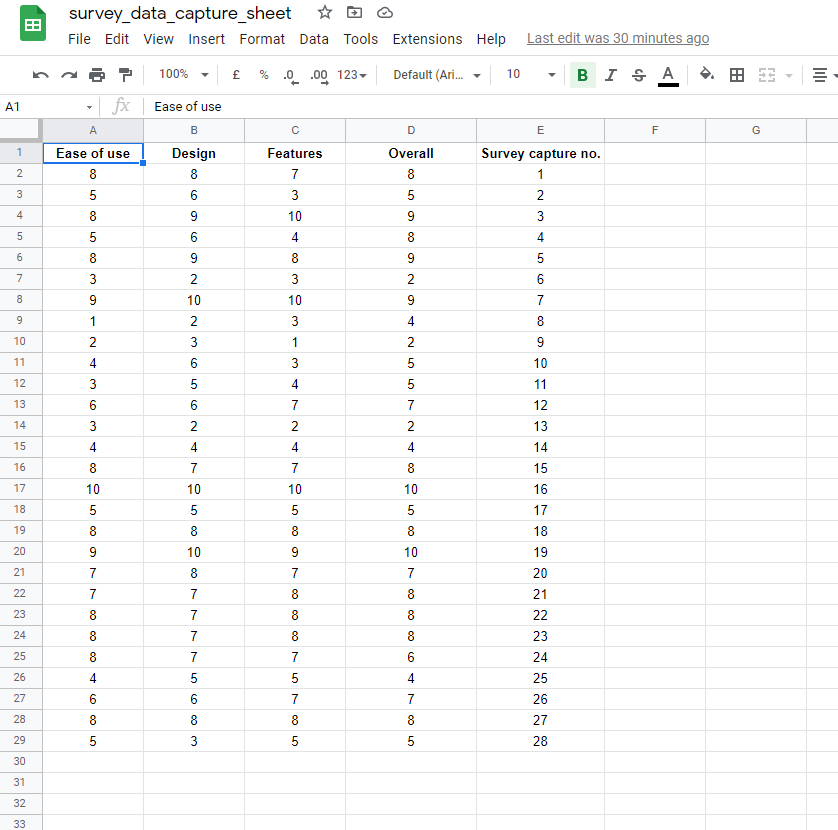 survey_data_capture_sheet
File Edit View Insert Format Data Tools Extensions Help Last edit was 30 minutes ago
100% £ % .0 .00 123 Default (Ari... 10 B I S A
A1 fx Ease of use
A B C D E F G
1 Ease of use Design Features Overall Survey capture no.
2 8 8 7 8 1
3 5 6 3 5 2
4 8 9 10 9 3
5 5 6 4 8 4
6 8 9 8 9 5
7 3 2 3 2 6
8 9 10 10 9 7
9 1 2 3 4 8
10 2 3 1 2 9
11 4 6 3 5 10
12 3 5 4 5 11
13 6 6 7 7 12
14 3 2 2 2 13
15 4 4 4 4 14
16 8 7 7 8 15
17 10 10 10 10 16
18 5 5 5 5 17
19 8 8 8 8 18
20 9 10 9 10 19
21 7 8 7 7 20
22 7 7 8 8 21
23 8 7 8 8 22
24 8 7 8 8 23
25 8 7 7 6 24
26 4 5 5 4 25
27 6 6 7 7 26
28 8 8 8 8 27
29 5 3 5 5 28
30
31
32
33